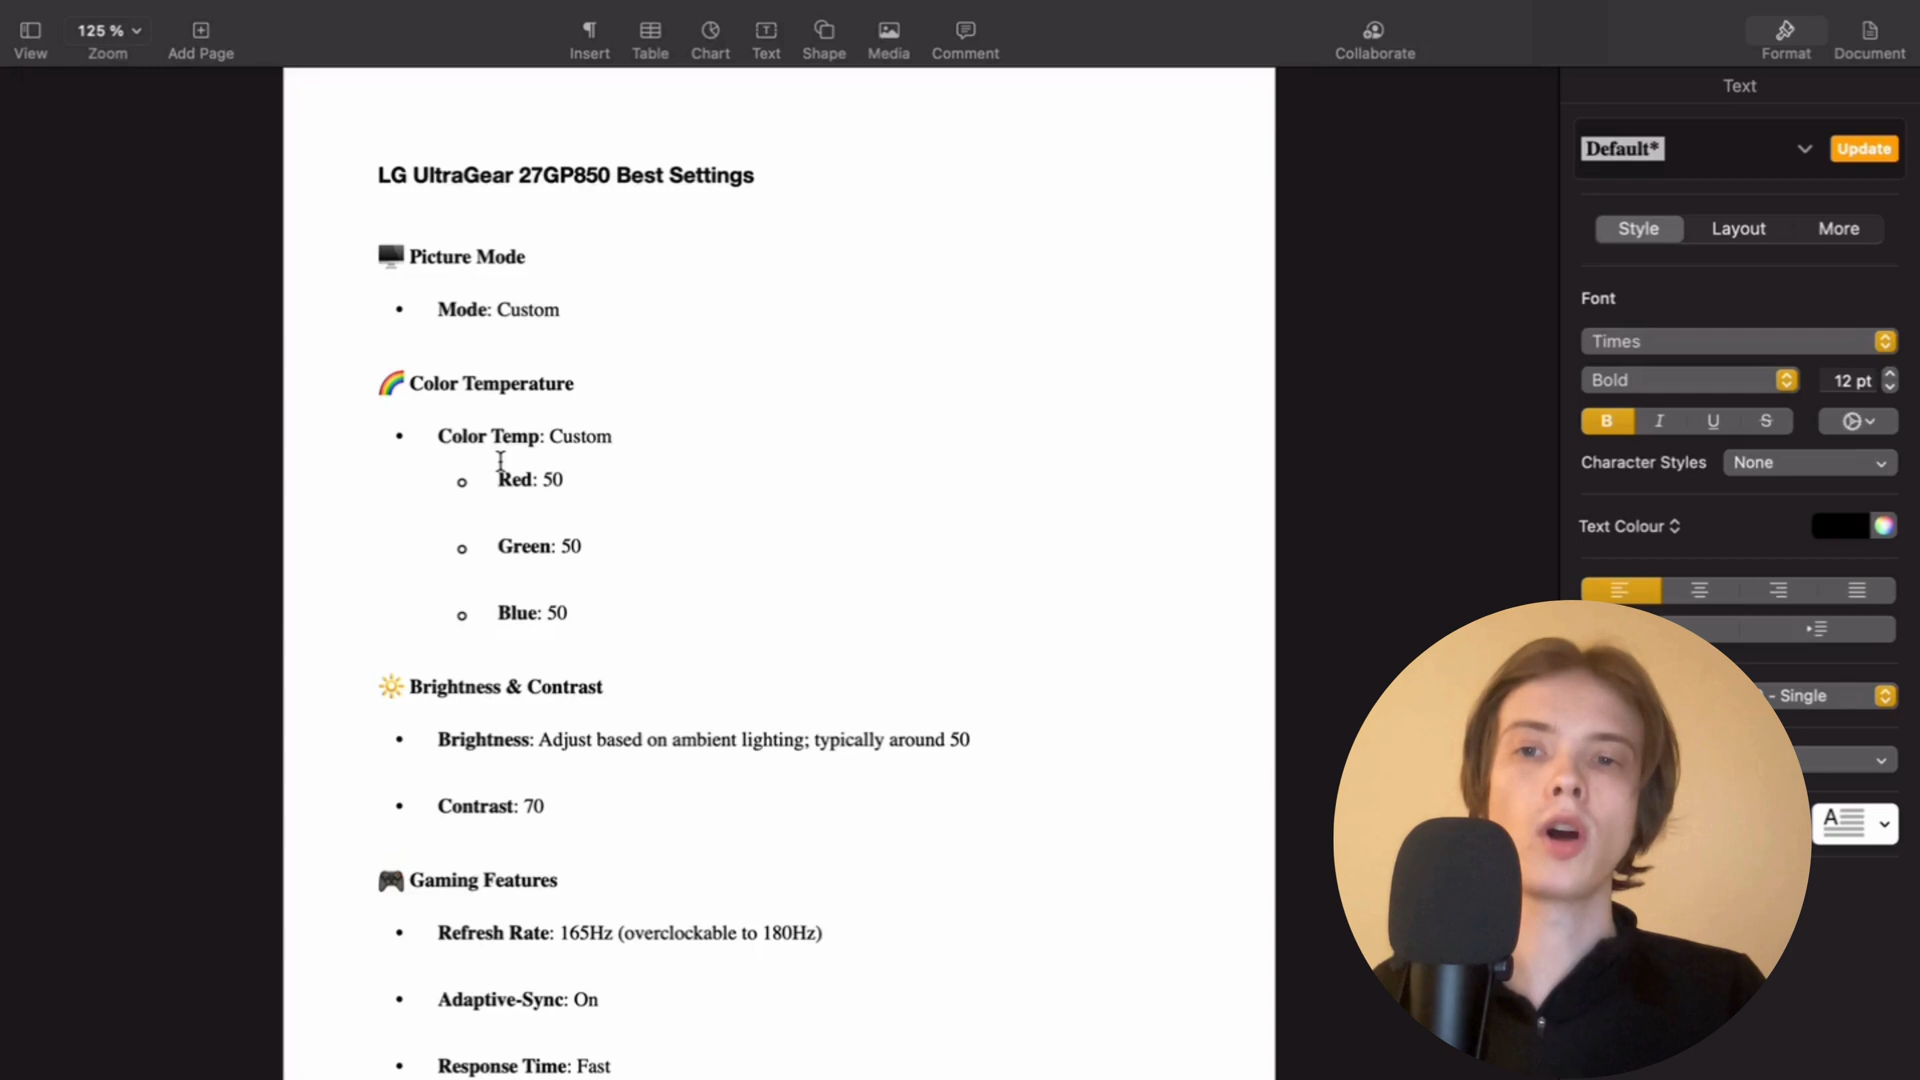 125 %
View
Zoom
Add Page
Insert
Table
Chart
Text
Shape
Media
Comment
Collaborate
Format
Document
LG UltraGear 27GP850 Best Settings
Picture Mode
• Mode: Custom
Color Temperature
• Color Temp: Custom
Red: 50
Green: 50
Blue: 50
Brightness & Contrast
• Brightness: Adjust based on ambient lighting; typically around 50
• Contrast: 70
Gaming Features
• Refresh Rate: 165Hz (overclockable to 180Hz)
• Adaptive-Sync: On
• Response Time: Fast
Text
Default* Update
Style Layout More
Font
Times
Bold 12 pt
B I U S
Character Styles None
Text Colour
- Single
A